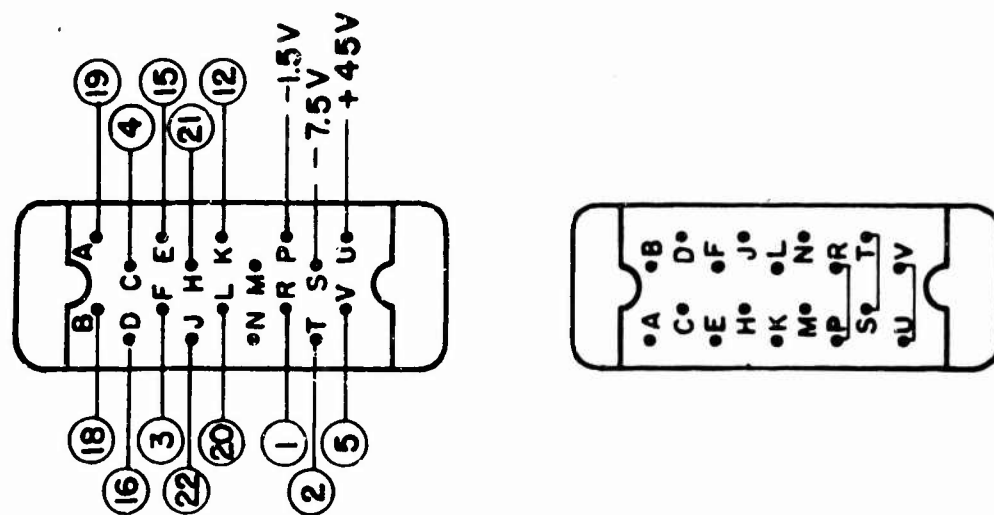 18 B A 19
16 D C 4
3 F E 15
22 J H 21
20 L K 12
N M
1 R P -1.5V
2 T S -7.5V
5 V U +45V
A B
C D
E F
H J
K L
M N
P R
S T
U V